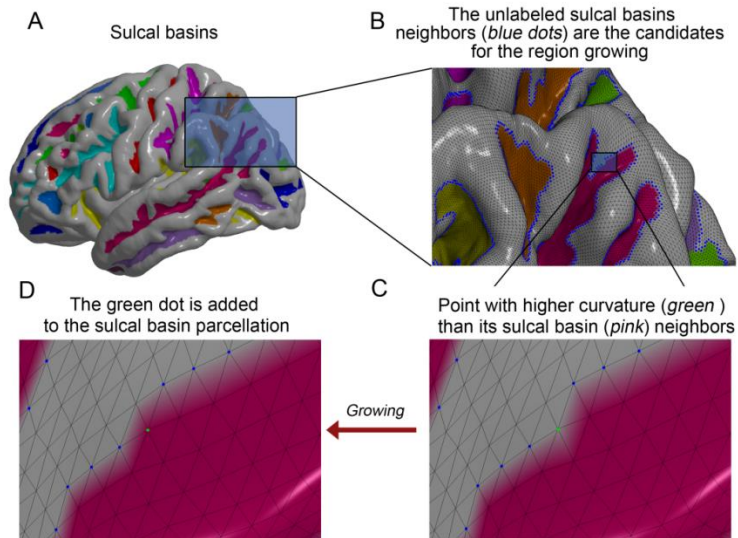 A
Sulcal basins
B
The unlabeled sulcal basins
neighbors (blue dots) are the candidates
for the region growing
D
The green dot is added
to the sulcal basin parcellation
C
Point with higher curvature (green )
than its sulcal basin (pink) neighbors
Growing